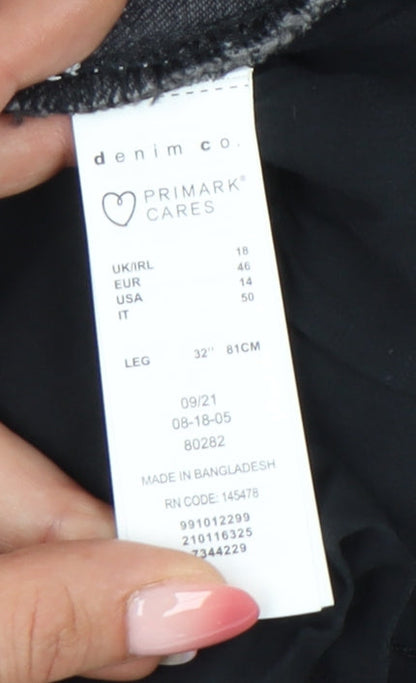 denim co.
PRIMARK®
CARES
UK/IRL 18
EUR 46
USA 14
IT 50
LEG 32" 81CM
09/21
08-18-05
80282
MADE IN BANGLADESH
RN CODE: 145478
991012299
210116325
7344229